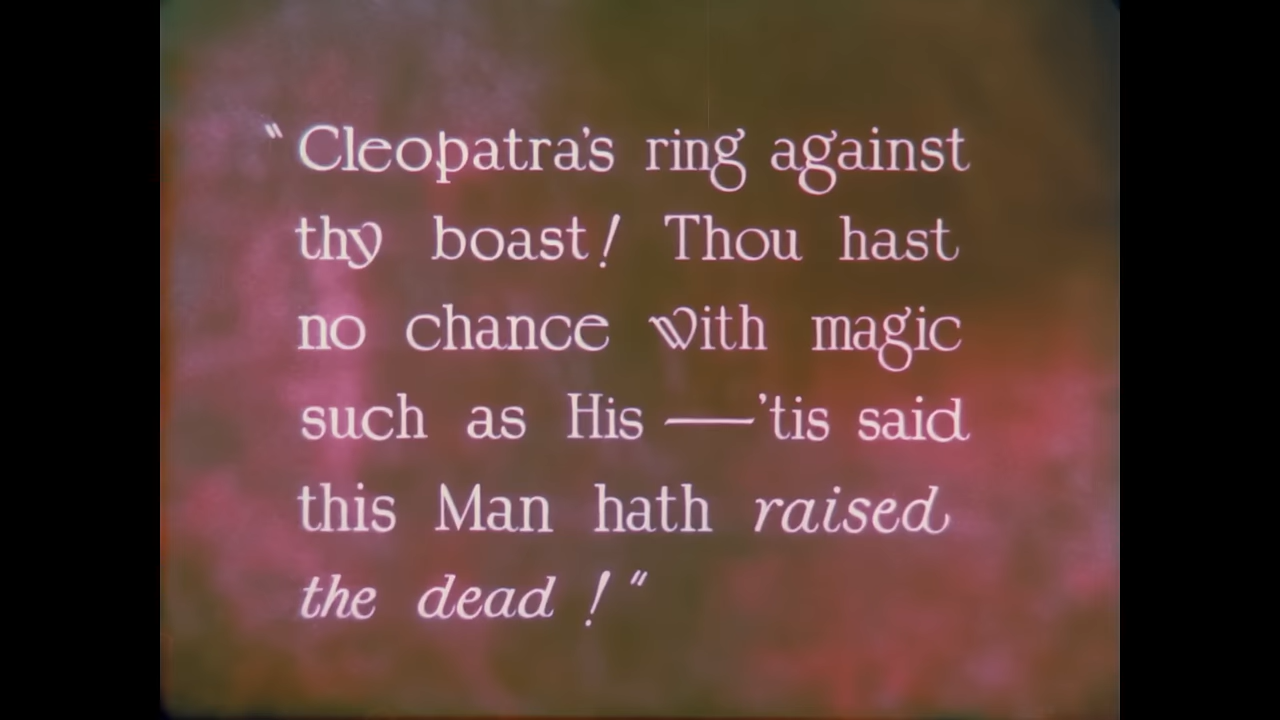 "Cleopatra's ring against
thy boast! Thou hast
no chance with magic
such as His —'tis said
this Man hath raised
the dead!"